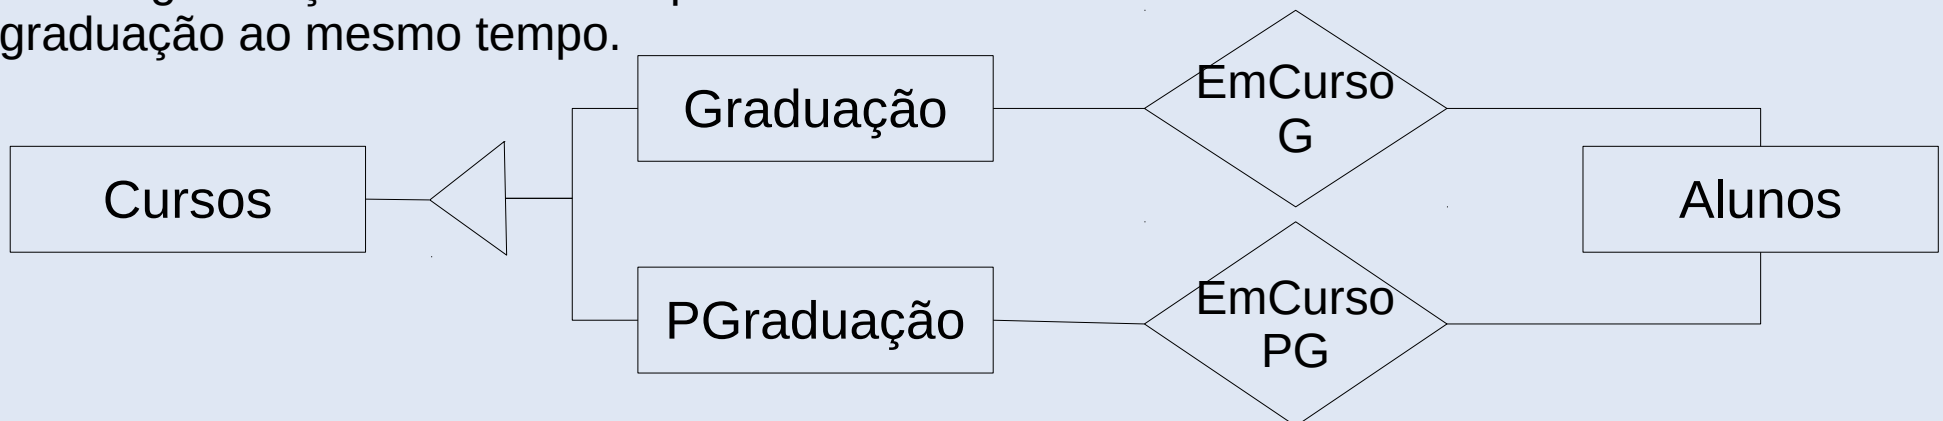 graduação ao mesmo tempo.
Graduação
EmCurso
G
Cursos
Alunos
PGraduação
EmCurso
PG